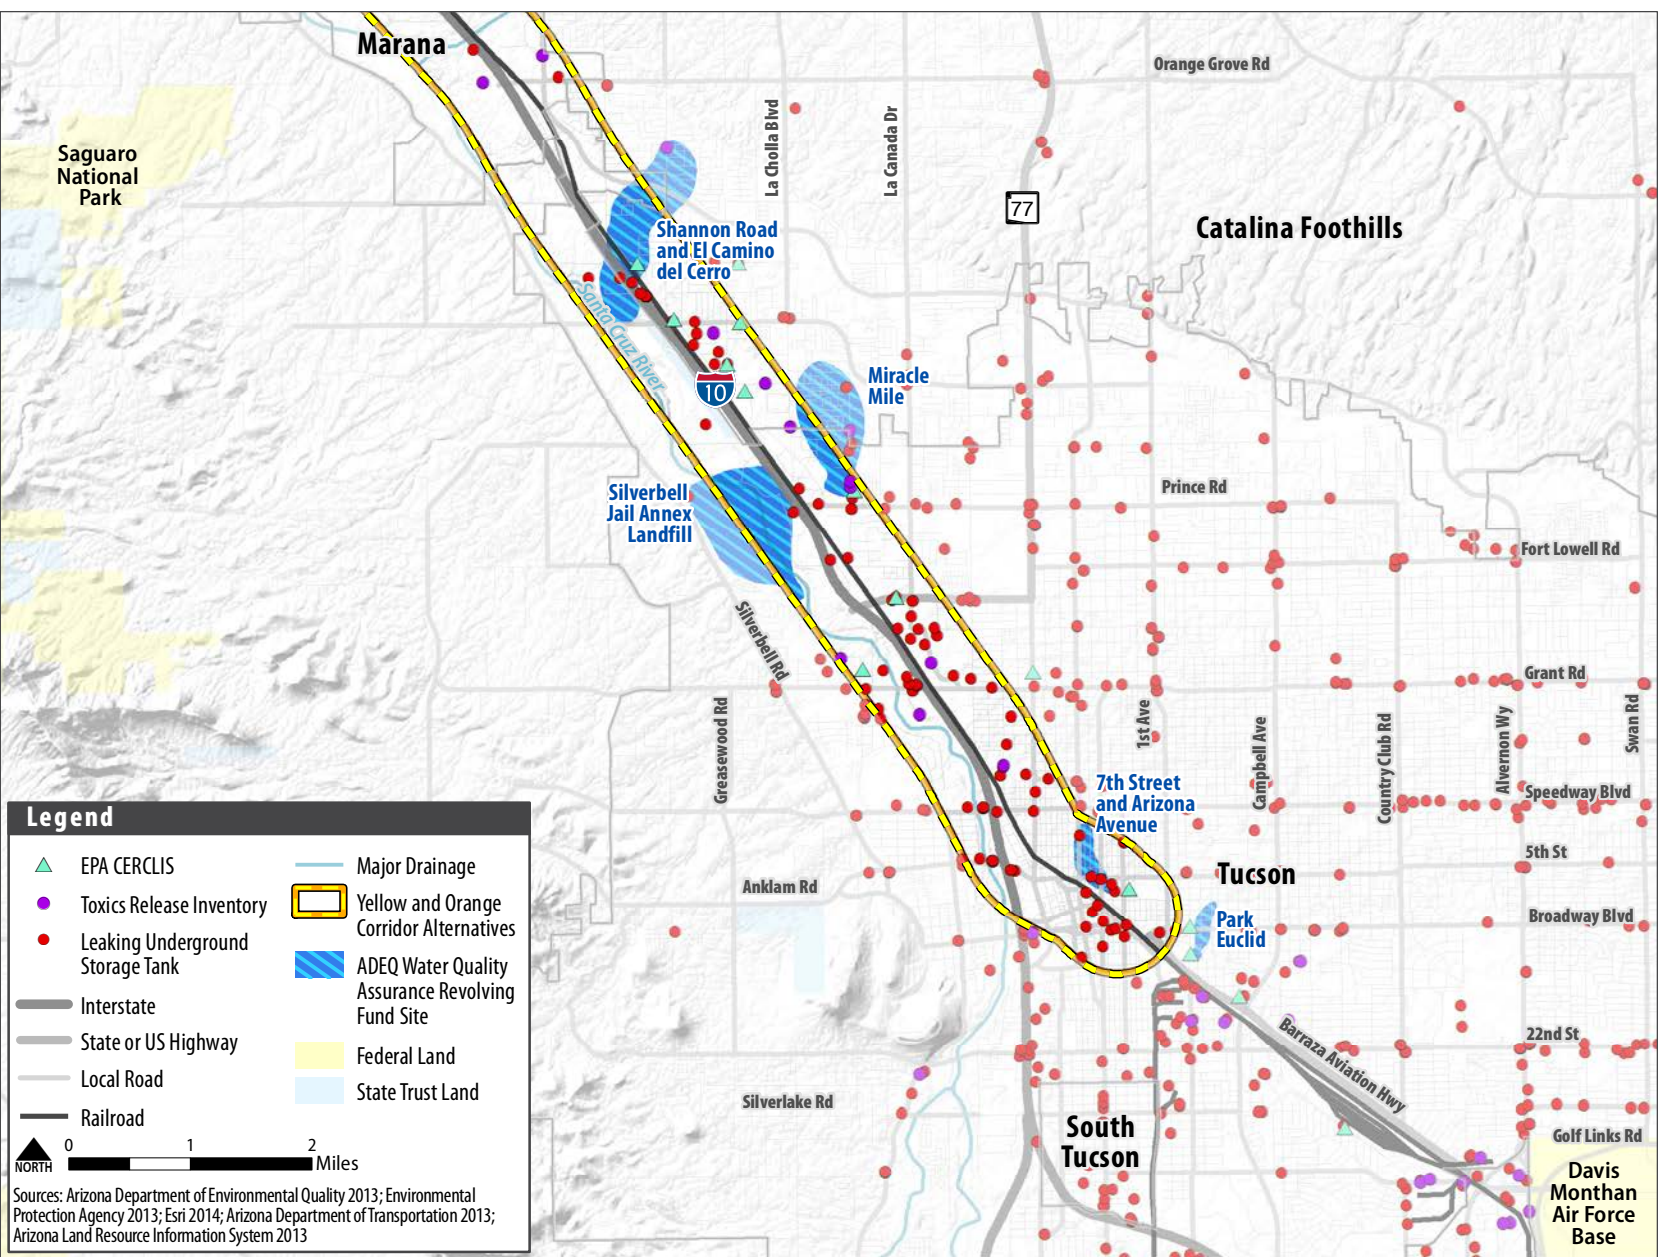 Marana
Orange Grove Rd
La Cholla Blvd
La Canada Dr
Saguaro
National
Park
77
Catalina Foothills
Shannon Road
and El Camino
del Cerro
Santa Cruz River
10
Miracle
Mile
Prince Rd
Silverbell
Jail Annex
Landfill
Fort Lowell Rd
Silverbell Rd
Grant Rd
Greasewood Rd
1st Ave
Campbell Ave
Country Club Rd
Alvernon Wy
Swan Rd
7th Street
and Arizona
Avenue
Speedway Blvd
5th St
Tucson
Anklam Rd
Park
Euclid
Broadway Blvd
22nd St
Barraza Aviation Hwy
Silverlake Rd
South
Tucson
Golf Links Rd
Davis
Monthan
Air Force
Base
Legend
EPA CERCLIS
Toxics Release Inventory
Leaking Underground
Storage Tank
Interstate
State or US Highway
Local Road
Railroad
Major Drainage
Yellow and Orange
Corridor Alternatives
ADEQ Water Quality
Assurance Revolving
Fund Site
Federal Land
State Trust Land
NORTH
0 1 2
Miles
Sources: Arizona Department of Environmental Quality 2013; Environmental
Protection Agency 2013; Esri 2014; Arizona Department of Transportation 2013;
Arizona Land Resource Information System 2013